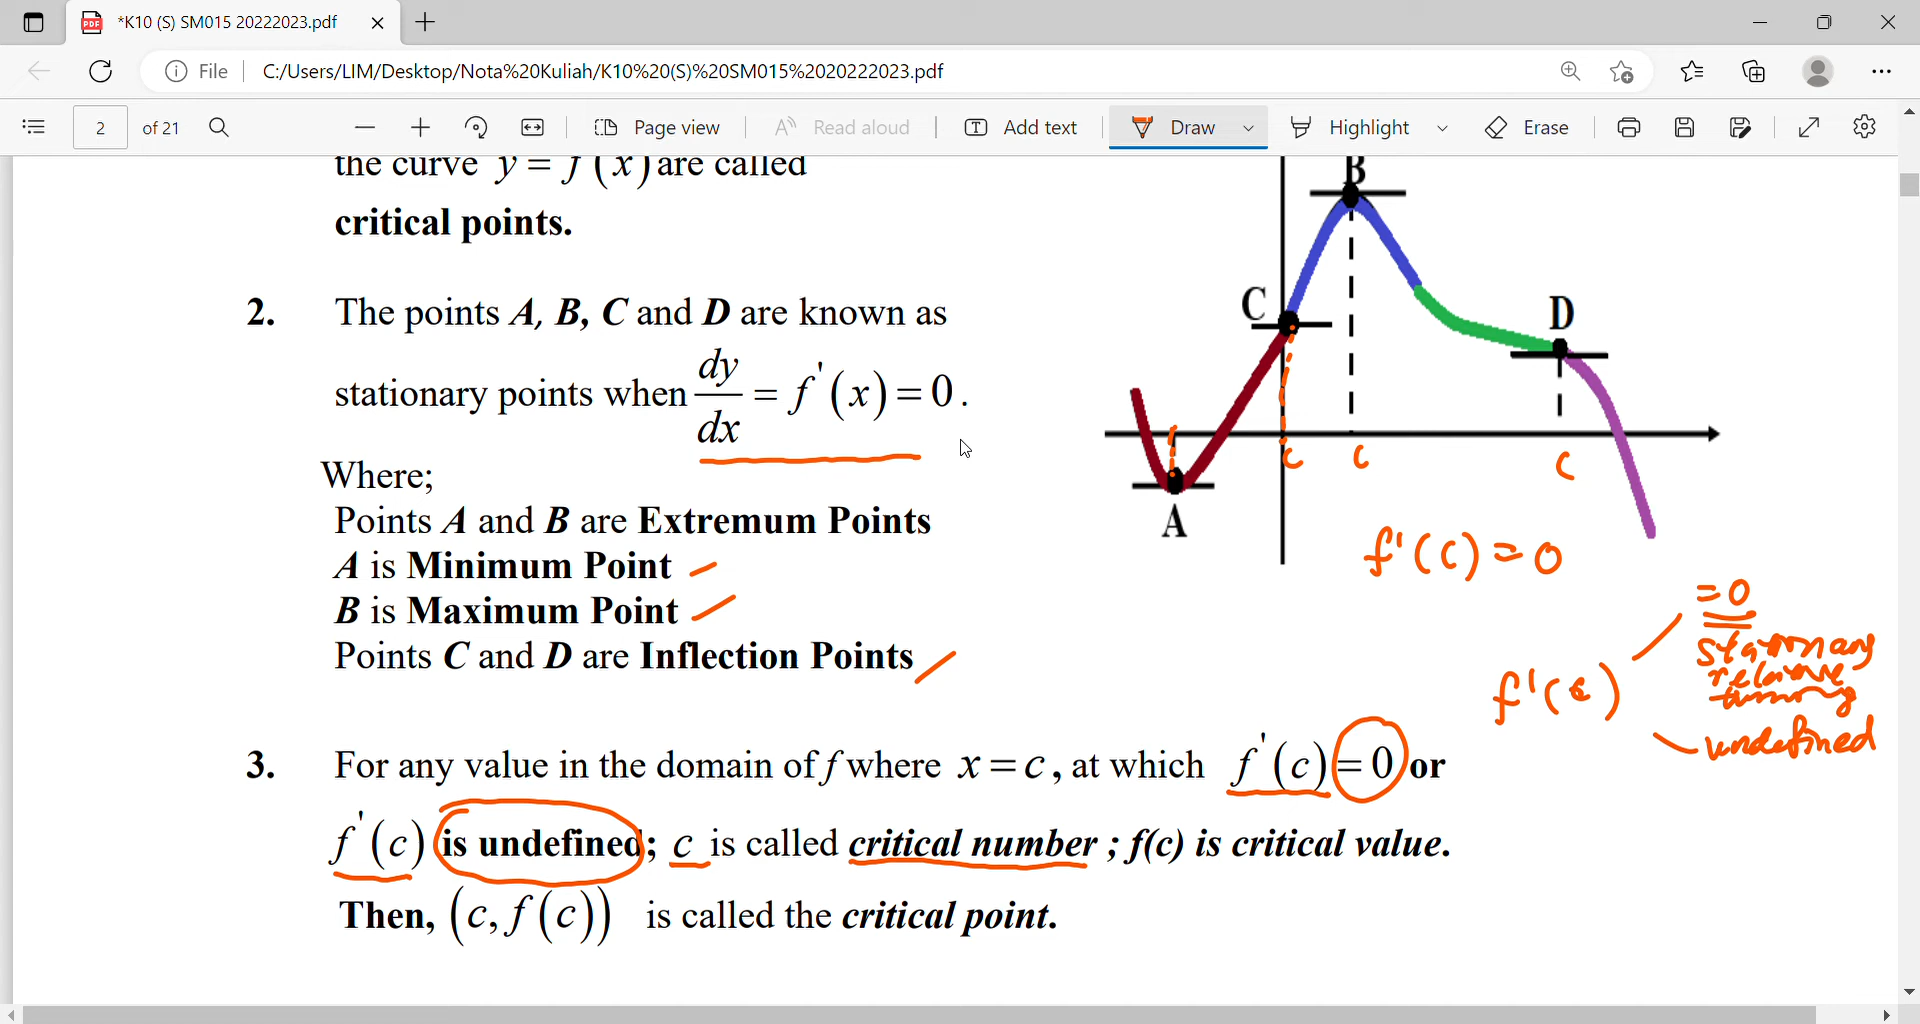 *K10 (S) SM015 20222023.pdf
File
C:/Users/LIM/Desktop/Nota%20Kuliah/K10%20(S)%20SM015%2020222023.pdf
2 of 21
Page view
Read aloud
Add text
Draw
Highlight
Erase
the curve y = f (x) are called
critical points.
2. The points A, B, C and D are known as
stationary points when dy/dx = f'(x) = 0.
Where;
Points A and B are Extremum Points
A is Minimum Point
B is Maximum Point
Points C and D are Inflection Points
B
C
D
c c c
A
f'(c) = 0
= 0
stationary
relative
f'(c)
undefined
3. For any value in the domain of f where x = c, at which f'(c) = 0 or
f'(c) is undefined; c is called critical number ; f(c) is critical value.
Then, (c, f(c)) is called the critical point.